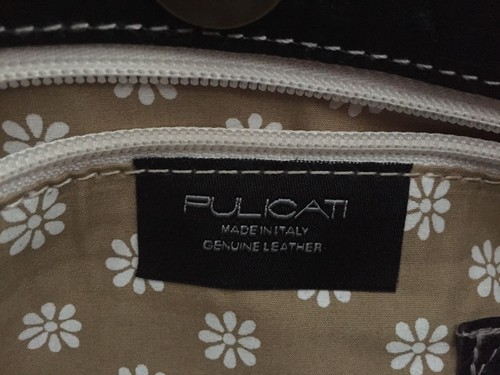 PULICATI
MADE IN ITALY
GENUINE LEATHER